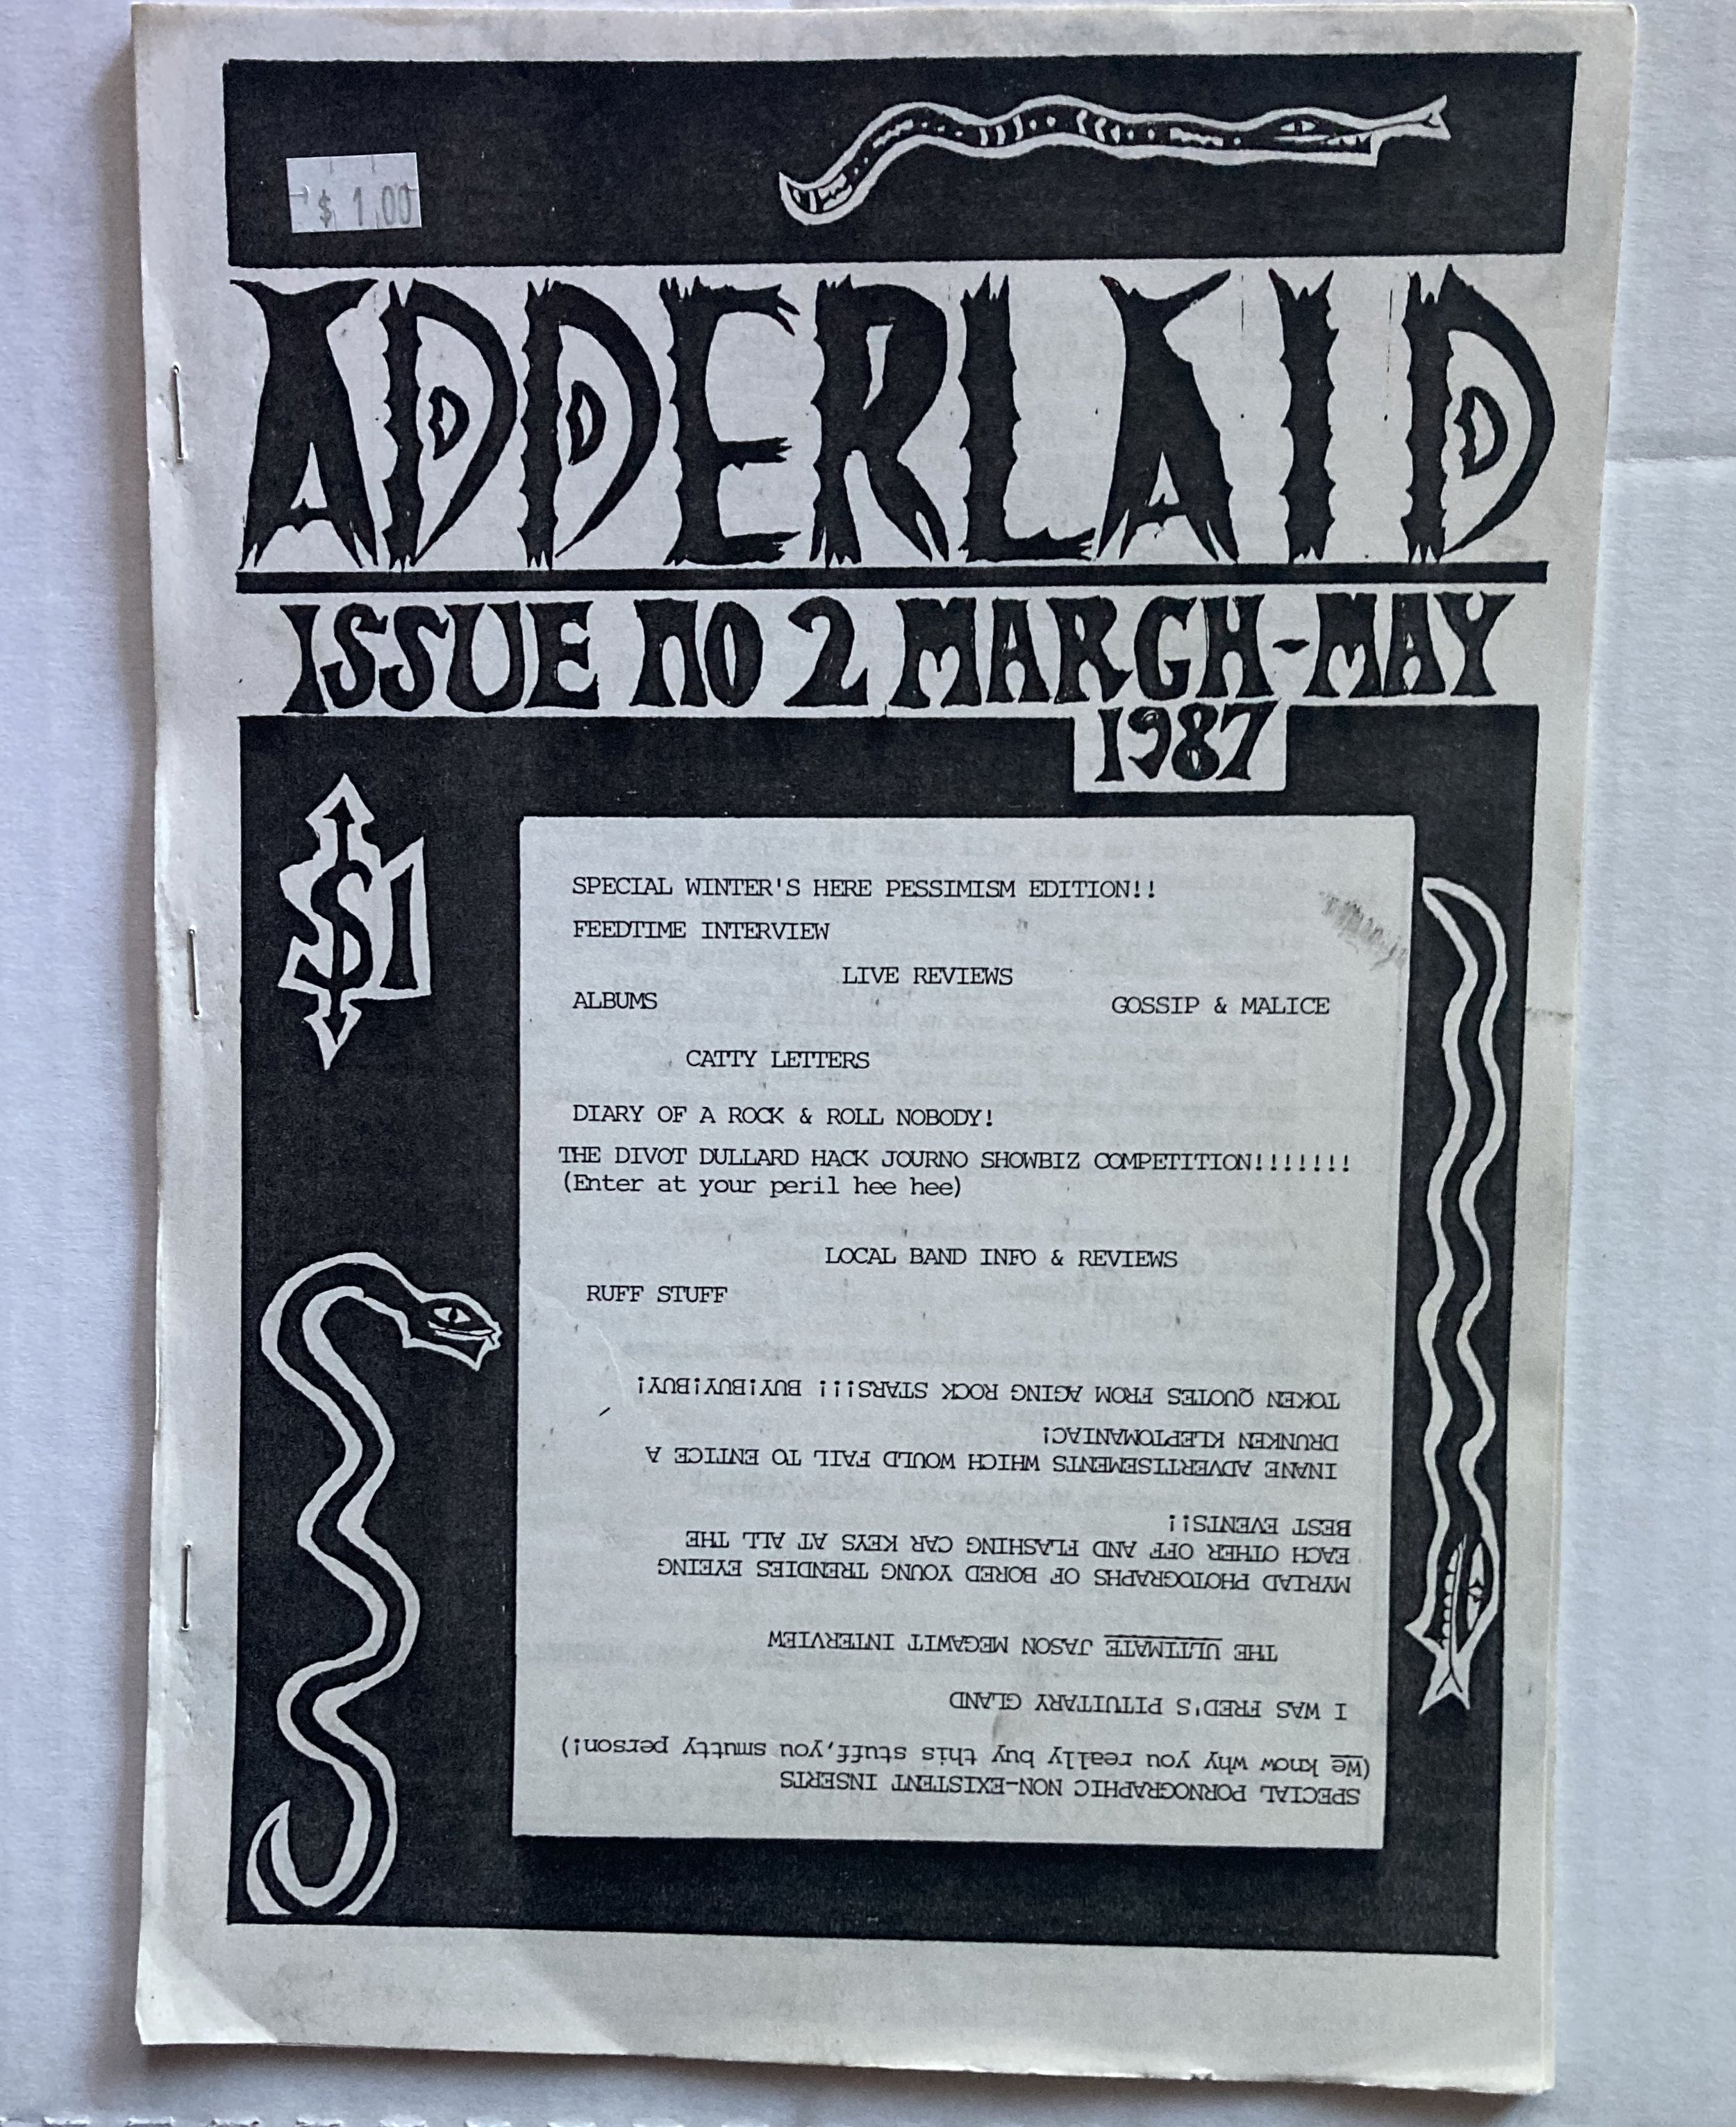 $ 1.00
ADDERLAID
ISSUE NO 2 MARCH-MAY
1987
$1
SPECIAL WINTER'S HERE PESSIMISM EDITION!!
FEEDTIME INTERVIEW
LIVE REVIEWS
ALBUMS
GOSSIP & MALICE
CATTY LETTERS
DIARY OF A ROCK & ROLL NOBODY!
THE DIVOT DULLARD HACK JOURNO SHOWBIZ COMPETITION!!!!!!!
(Enter at your peril hee hee)
LOCAL BAND INFO & REVIEWS
RUFF STUFF
SPECIAL PORNOGRAPHIC NON-EXISTENT INSERTS
(We know why you really buy this stuff,you smutty person!)
I WAS FRED'S PITUITARY GLAND
THE ULTIMATE JASON MEGAWIT INTERVIEW
MYRIAD PHOTOGRAPHS OF BORED YOUNG TRENDIES EYEING
EACH OTHER OFF AND FLASHING CAR KEYS AT ALL THE
BEST EVENTS!!
INANE ADVERTISEMENTS WHICH WOULD FAIL TO ENTICE A
DRUNKEN KLEPTOMANIAC!
TOKEN QUOTES FROM AGING ROCK STARS!!! BUY!BUY!BUY!